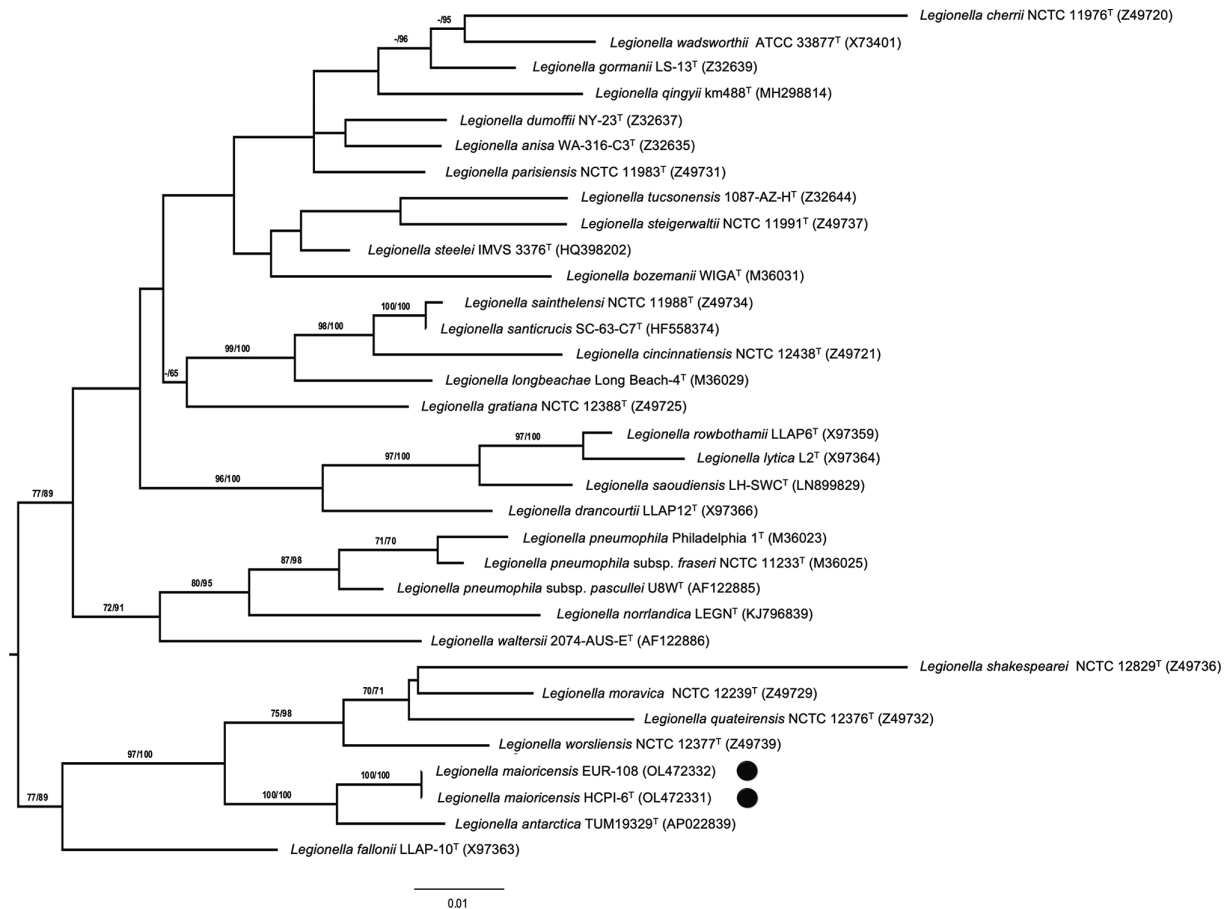 -/95
Legionella cherrii NCTC 11976ᵀ (Z49720)
-/96
Legionella wadsworthii ATCC 33877ᵀ (X73401)
Legionella gormanii LS-13ᵀ (Z32639)
Legionella qingyii km488ᵀ (MH298814)
Legionella dumoffii NY-23ᵀ (Z32637)
Legionella anisa WA-316-C3ᵀ (Z32635)
Legionella parisiensis NCTC 11983ᵀ (Z49731)
Legionella tucsonensis 1087-AZ-Hᵀ (Z32644)
Legionella steigerwaltii NCTC 11991ᵀ (Z49737)
Legionella steelei IMVS 3376ᵀ (HQ398202)
Legionella bozemanii WIGAᵀ (M36031)
100/100
Legionella sainthelensi NCTC 11988ᵀ (Z49734)
98/100
Legionella santicrucis SC-63-C7ᵀ (HF558374)
99/100
Legionella cincinnatiensis NCTC 12438ᵀ (Z49721)
-/65
Legionella longbeachae Long Beach-4ᵀ (M36029)
Legionella gratiana NCTC 12388ᵀ (Z49725)
97/100
Legionella rowbothamii LLAP6ᵀ (X97359)
97/100
Legionella lytica L2ᵀ (X97364)
96/100
Legionella saoudiensis LH-SWCᵀ (LN899829)
77/89
Legionella drancourtii LLAP12ᵀ (X97366)
71/70
Legionella pneumophila Philadelphia 1ᵀ (M36023)
87/98
Legionella pneumophila subsp. fraseri NCTC 11233ᵀ (M36025)
80/95
Legionella pneumophila subsp. pascullei U8Wᵀ (AF122885)
72/91
Legionella norrlandica LEGNᵀ (KJ796839)
Legionella waltersii 2074-AUS-Eᵀ (AF122886)
Legionella shakespearei NCTC 12829ᵀ (Z49736)
70/71
Legionella moravica NCTC 12239ᵀ (Z49729)
75/98
Legionella quateirensis NCTC 12376ᵀ (Z49732)
Legionella worsliensis NCTC 12377ᵀ (Z49739)
97/100
100/100
Legionella maioricensis EUR-108 (OL472332)
77/89
100/100
Legionella maioricensis HCPI-6ᵀ (OL472331)
Legionella antarctica TUM19329ᵀ (AP022839)
Legionella fallonii LLAP-10ᵀ (X97363)
0.01